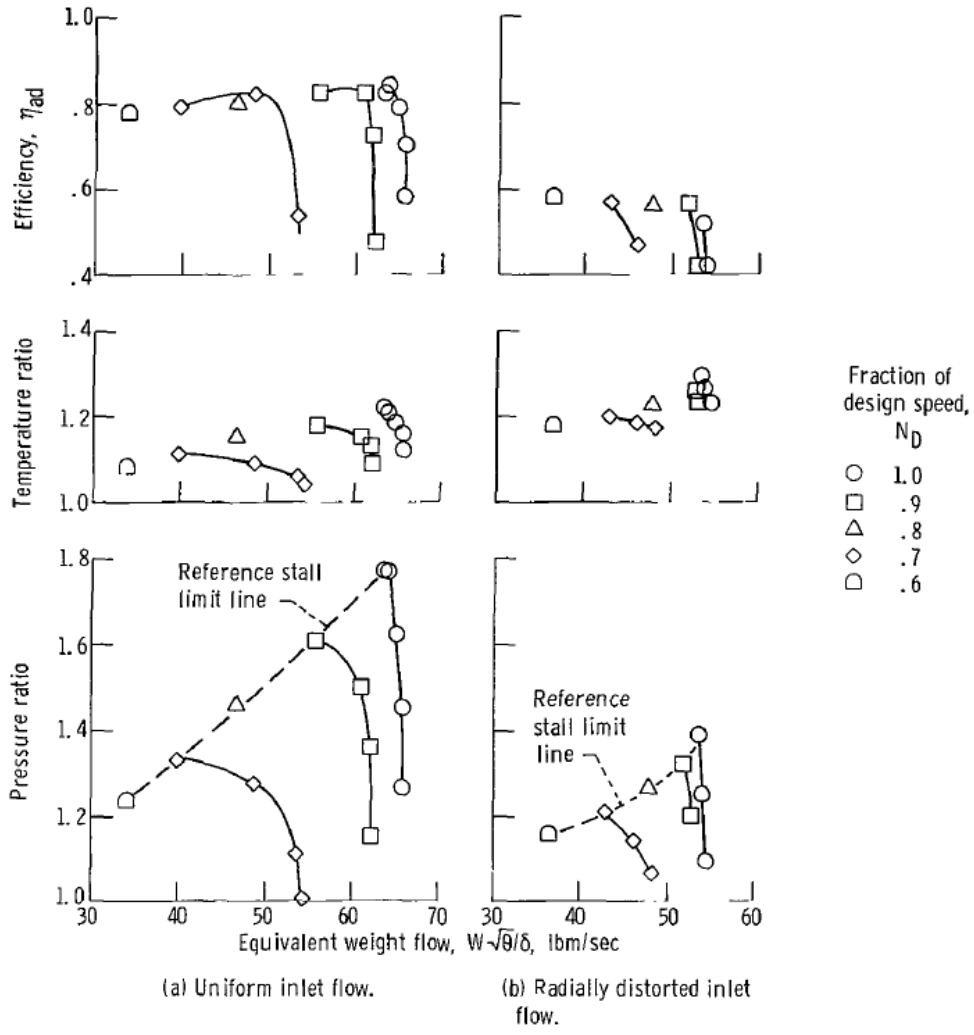 1.0
.8
.6
.4
Efficiency, ηad
1.4
1.2
1.0
30 40 50 60 70
30 40 50 60
Temperature ratio
Fraction of
design speed,
ND
1.0
.9
.8
.7
.6
1.8
1.6
1.4
1.2
1.0
Pressure ratio
Reference stall
limit line
Reference
stall limit
line
Equivalent weight flow, W√θ/δ, lbm/sec
(a) Uniform inlet flow.
(b) Radially distorted inlet
flow.